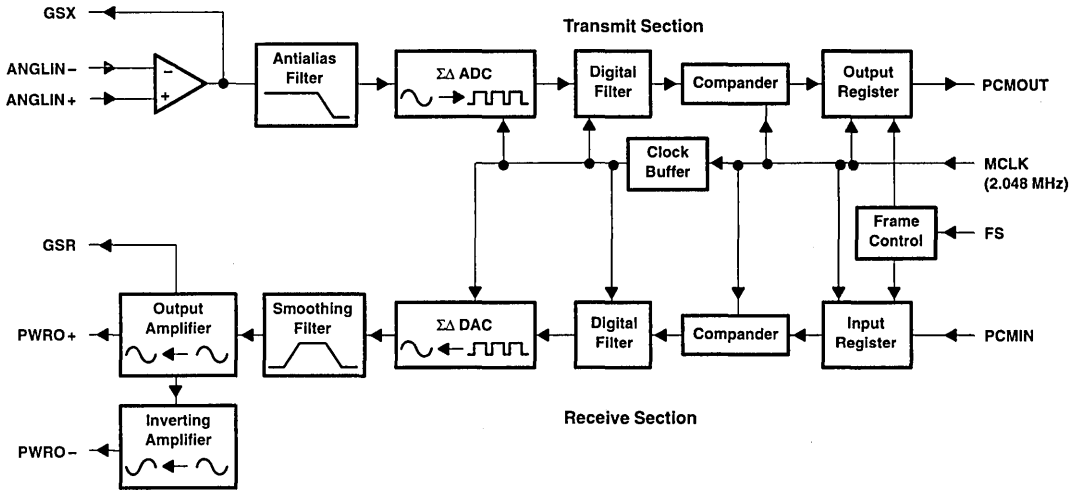 GSX
Transmit Section
ANGLIN−
ANGLIN+
−
+
Antialias
Filter
ΣΔ ADC
Digital
Filter
Compander
Output
Register
PCMOUT
Clock
Buffer
MCLK
(2.048 MHz)
Frame
Control
FS
GSR
Output
Amplifier
PWRO+
Smoothing
Filter
ΣΔ DAC
Digital
Filter
Compander
Input
Register
PCMIN
Inverting
Amplifier
PWRO−
Receive Section